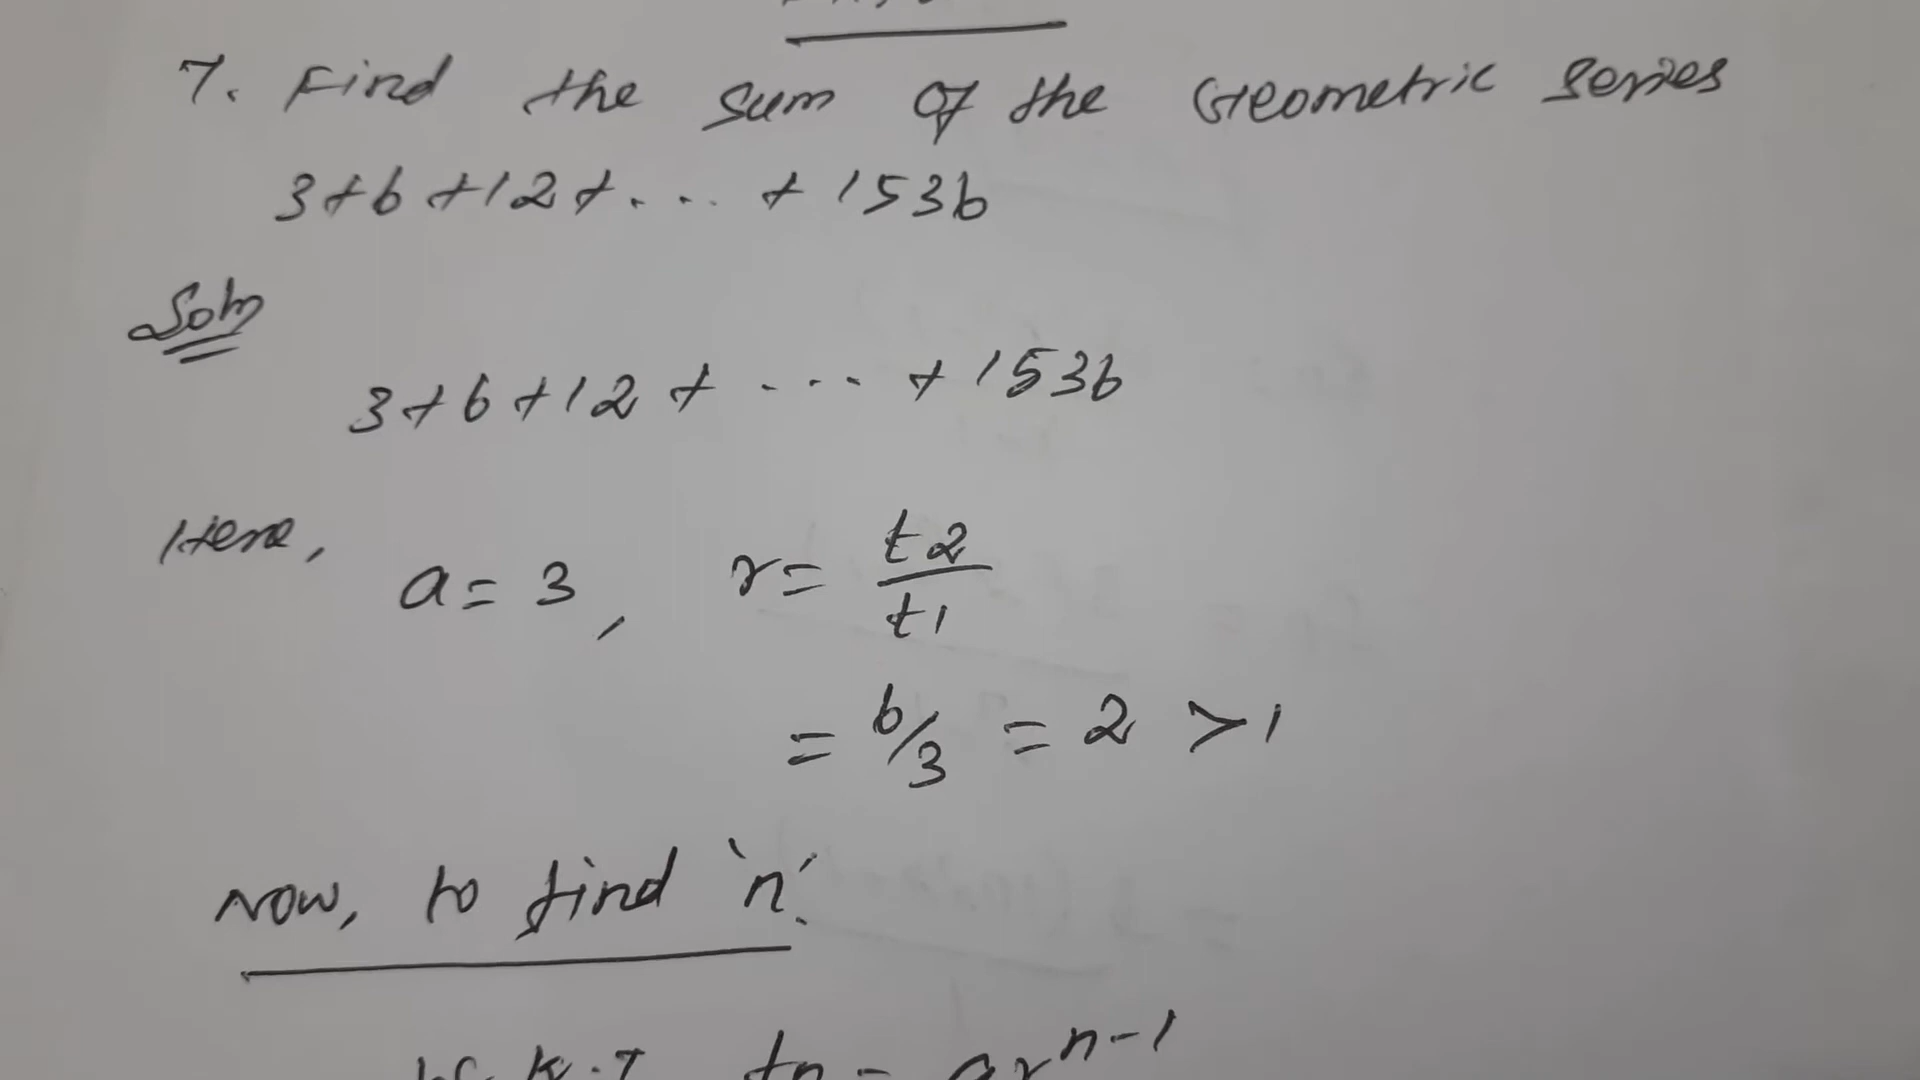 7. Find the sum of the Geometric series
3+6+12+... + 1536
Soln
3+6+12+ .... + 1536
Here,
a = 3, r = t2/t1
= 6/3 = 2 >1
Now, to find 'n'.
W.K.T tn = ar^n-1